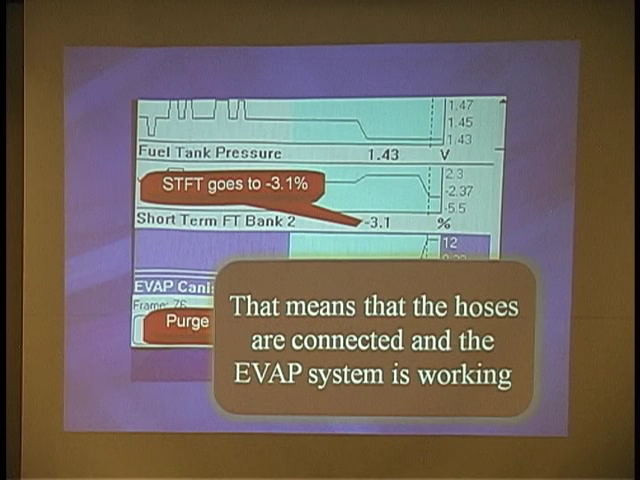 1.47
1.45
1.43
Fuel Tank Pressure 1.43 V
2.3
STFT goes to -3.1%
-2.37
-5.5
Short Term FT Bank 2 -3.1 %
12
EVAP Cani
Frame: 76
Purge
That means that the hoses
are connected and the
EVAP system is working